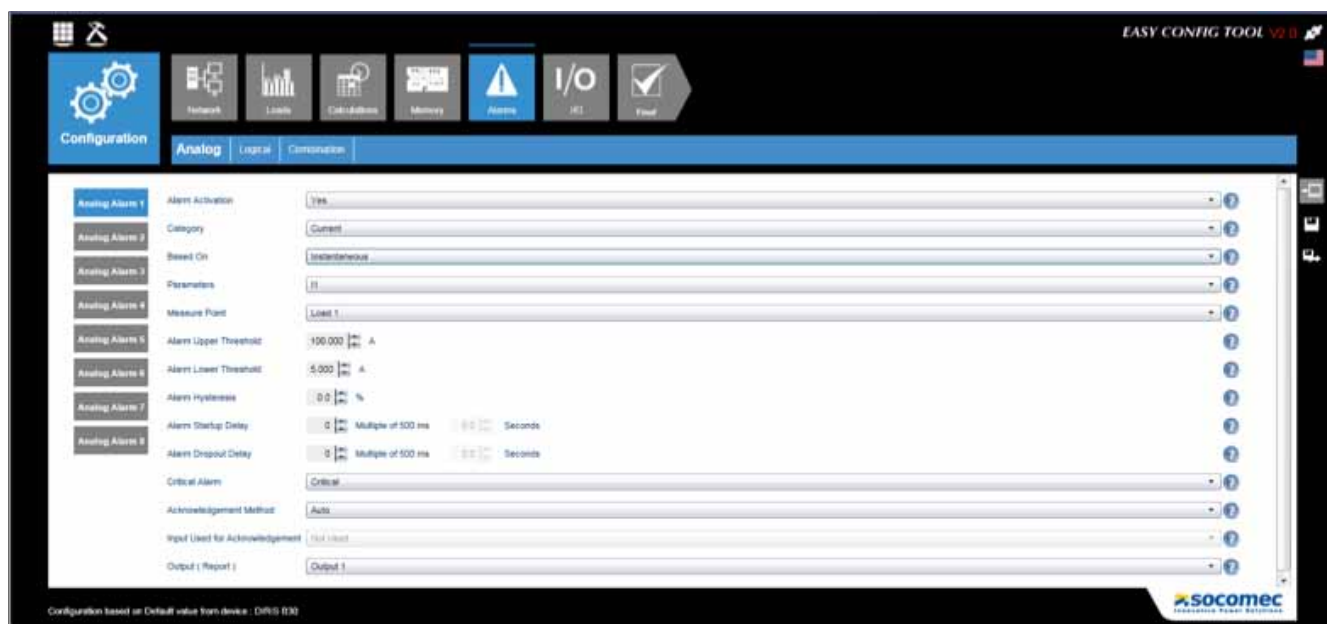 EASY CONFIG TOOL V2.0
Configuration
Network
Loads
Calculations
Memory
Alarms
I/O
I/O
Final
Analog
Logical
Combination
Analog Alarm 1
Analog Alarm 2
Analog Alarm 3
Analog Alarm 4
Analog Alarm 5
Analog Alarm 6
Analog Alarm 7
Analog Alarm 8
Alarm Activation Yes
Category Current
Based On Instantaneous
Parameters I1
Measure Point Load 1
Alarm Upper Threshold 100.000 A
Alarm Lower Threshold 5.000 A
Alarm Hysteresis 0.0 %
Alarm Startup Delay 0 Multiple of 500 ms 0.0 Seconds
Alarm Dropout Delay 0 Multiple of 500 ms 0.0 Seconds
Critical Alarm Critical
Acknowledgement Method Auto
Input Used for Acknowledgement Not Used
Output ( Report ) Output 1
Configuration based on Default value from device : DIRIS B30
socomec
Innovative Power Solutions